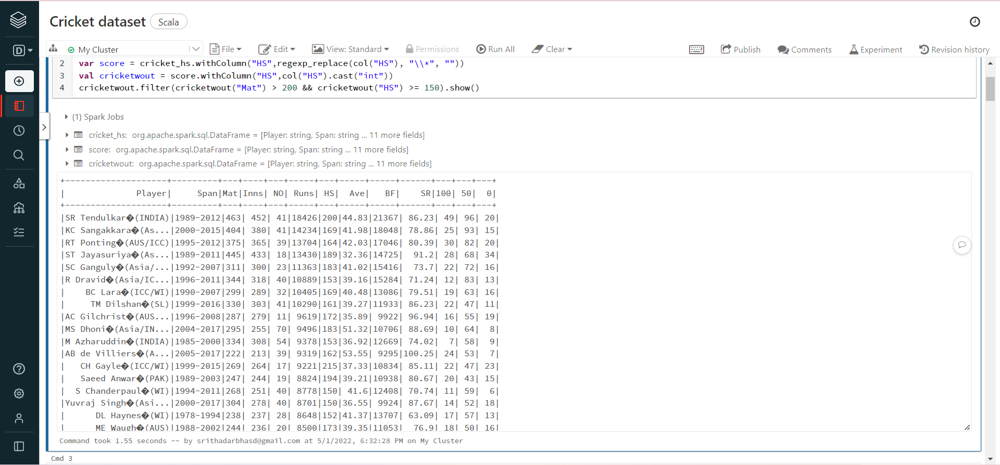 Cricket dataset Scala
D
My Cluster File Edit View: Standard Permissions Run All Clear Publish Comments Experiment Revision history
2 var score = cricket_hs.withColumn("HS",regexp_replace(col("HS"), "\\*", ""))
3 val cricketwout = score.withColumn("HS",col("HS").cast("int"))
4 cricketwout.filter(cricketwout("Mat") > 200 && cricketwout("HS") >= 150).show()
(1) Spark Jobs
cricket_hs: org.apache.spark.sql.DataFrame = [Player: string, Span: string ... 11 more fields]
score: org.apache.spark.sql.DataFrame = [Player: string, Span: string ... 11 more fields]
cricketwout: org.apache.spark.sql.DataFrame = [Player: string, Span: string ... 11 more fields]
+--------------------+---------+---+----+---+-----+---+-----+-----+------+---+---+---+
|              Player|     Span|Mat|Inns| NO| Runs| HS|  Ave|   BF|    SR|100| 50|  0|
+--------------------+---------+---+----+---+-----+---+-----+-----+------+---+---+---+
|SR Tendulkar�(INDIA)|1989-2012|463| 452| 41|18426|200|44.83|21367| 86.23| 49| 96| 20|
|KC Sangakkara�(As...|2000-2015|404| 380| 41|14234|169|41.98|18048| 78.86| 25| 93| 15|
|RT Ponting�(AUS/ICC)|1995-2012|375| 365| 39|13704|164|42.03|17046| 80.39| 30| 82| 20|
|ST Jayasuriya�(As...|1989-2011|445| 433| 18|13430|189|32.36|14725|  91.2| 28| 68| 34|
|SC Ganguly�(Asia/...|1992-2007|311| 300| 23|11363|183|41.02|15416|  73.7| 22| 72| 16|
|R Dravid�(Asia/IC...|1996-2011|344| 318| 40|10889|153|39.16|15284| 71.24| 12| 83| 13|
|    BC Lara�(ICC/WI)|1990-2007|299| 289| 32|10405|169|40.48|13086| 79.51| 19| 63| 16|
|     TM Dilshan�(SL)|1999-2016|330| 303| 41|10290|161|39.27|11933| 86.23| 22| 47| 11|
|AC Gilchrist�(AUS...|1996-2008|287| 279| 11| 9619|172|35.89| 9922| 96.94| 16| 55| 19|
|MS Dhoni�(Asia/IN...|2004-2017|295| 255| 70| 9496|183|51.32|10706| 88.69| 10| 64|  8|
|M Azharuddin�(INDIA)|1985-2000|334| 308| 54| 9378|153|36.92|12669| 74.02|  7| 58|  9|
|AB de Villiers�(A...|2005-2017|222| 213| 39| 9319|162|53.55| 9295|100.25| 24| 53|  7|
|   CH Gayle�(ICC/WI)|1999-2015|269| 264| 17| 9221|215|37.33|10834| 85.11| 22| 47| 23|
|   Saeed Anwar�(PAK)|1989-2003|247| 244| 19| 8824|194|39.21|10938| 80.67| 20| 43| 15|
|  S Chanderpaul�(WI)|1994-2011|268| 251| 40| 8778|150| 41.6|12408| 70.74| 11| 59|  6|
|Yuvraj Singh�(Asi...|2000-2017|304| 278| 40| 8701|150|36.55| 9924| 87.67| 14| 52| 18|
|      DL Haynes�(WI)|1978-1994|238| 237| 28| 8648|152|41.37|13707| 63.09| 17| 57| 13|
|      ME Waugh�(AUS)|1988-2002|244| 236| 20| 8500|173|39.35|11053|  76.9| 18| 50| 16|
Command took 1.55 seconds -- by srithadarbhasd@gmail.com at 5/1/2022, 6:32:28 PM on My Cluster
Cmd 3